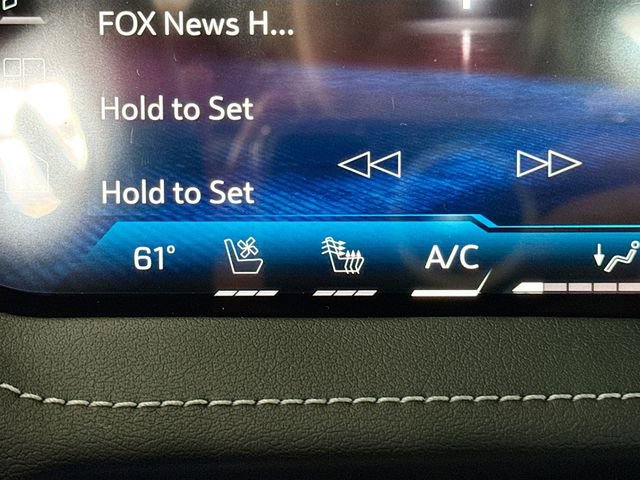 FOX News H...
Hold to Set
Hold to Set
61° A/C